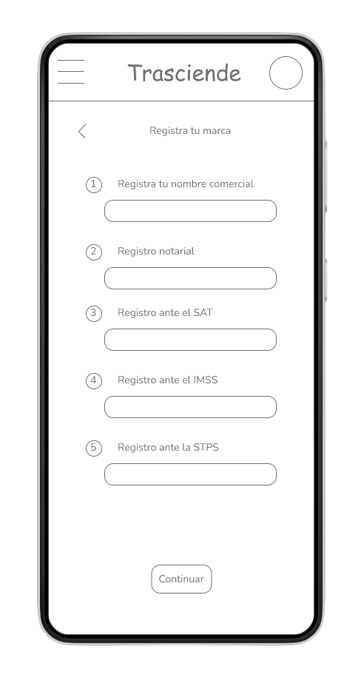 Trasciende
Registra tu marca
1 Registra tu nombre comercial
2 Registro notarial
3 Registro ante el SAT
4 Registro ante el IMSS
5 Registro ante la STPS
Continuar